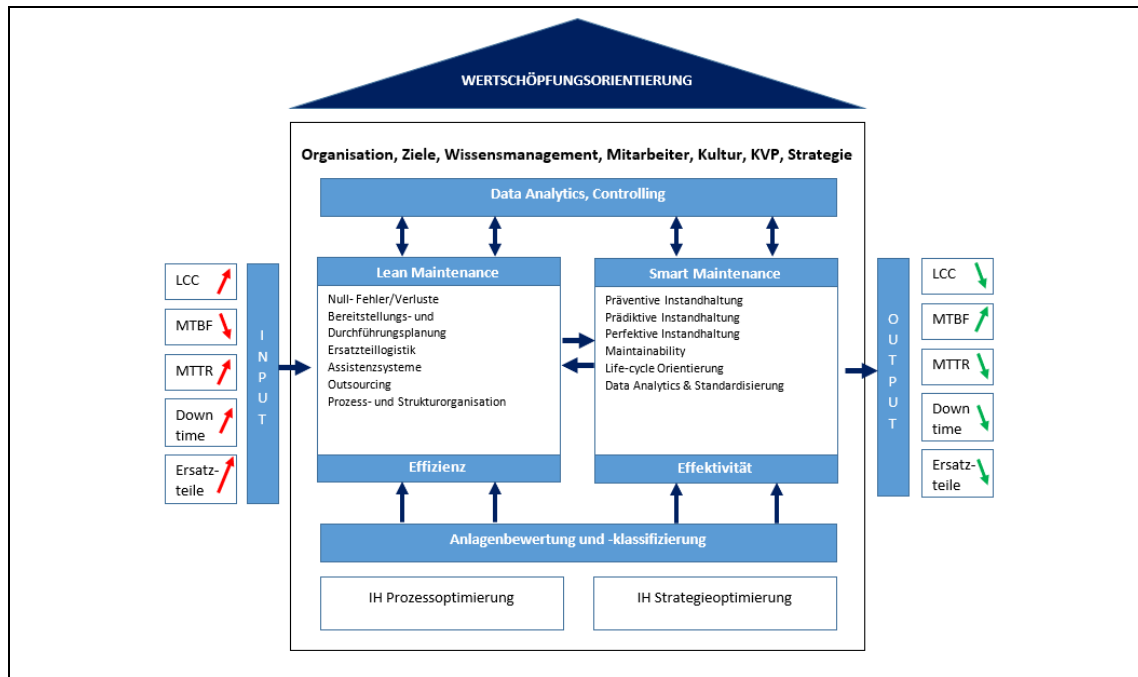 WERTSCHÖPFUNGSORIENTIERUNG
Organisation, Ziele, Wissensmanagement, Mitarbeiter, Kultur, KVP, Strategie
Data Analytics, Controlling
LCC
MTBF
MTTR
Down
time
Ersatz-
teile
INPUT
Lean Maintenance
Null- Fehler/Verluste
Bereitstellungs- und
Durchführungsplanung
Ersatzteillogistik
Assistenzsysteme
Outsourcing
Prozess- und Strukturorganisation
Effizienz
Smart Maintenance
Präventive Instandhaltung
Prädiktive Instandhaltung
Perfektive Instandhaltung
Maintainability
Life-cycle Orientierung
Data Analytics & Standardisierung
Effektivität
OUTPUT
LCC
MTBF
MTTR
Down
time
Ersatz-
teile
Anlagenbewertung und -klassifizierung
IH Prozessoptimierung
IH Strategieoptimierung